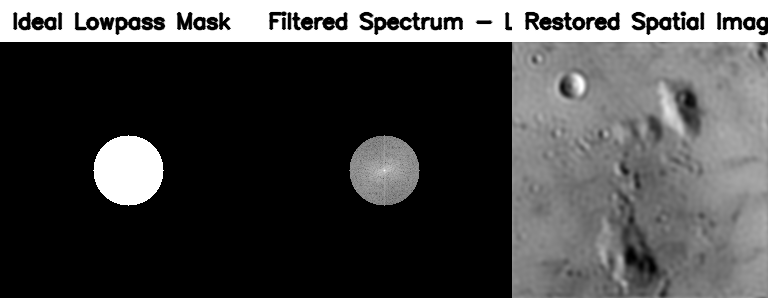 Ideal Lowpass Mask
Filtered Spectrum - L
Restored Spatial Imag